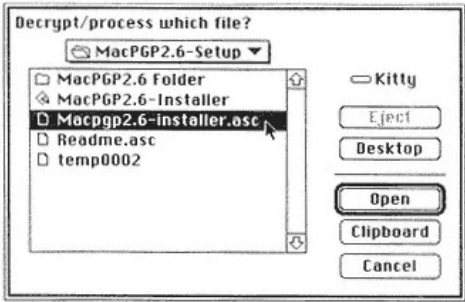 Decrypt/process which file?
MacPGP2.6-Setup
MacPGP2.6 Folder
MacPGP2.6-Installer
Macpgp2.6-installer.asc
Readme.asc
temp0002
Kitty
Eject
Desktop
Open
Clipboard
Cancel